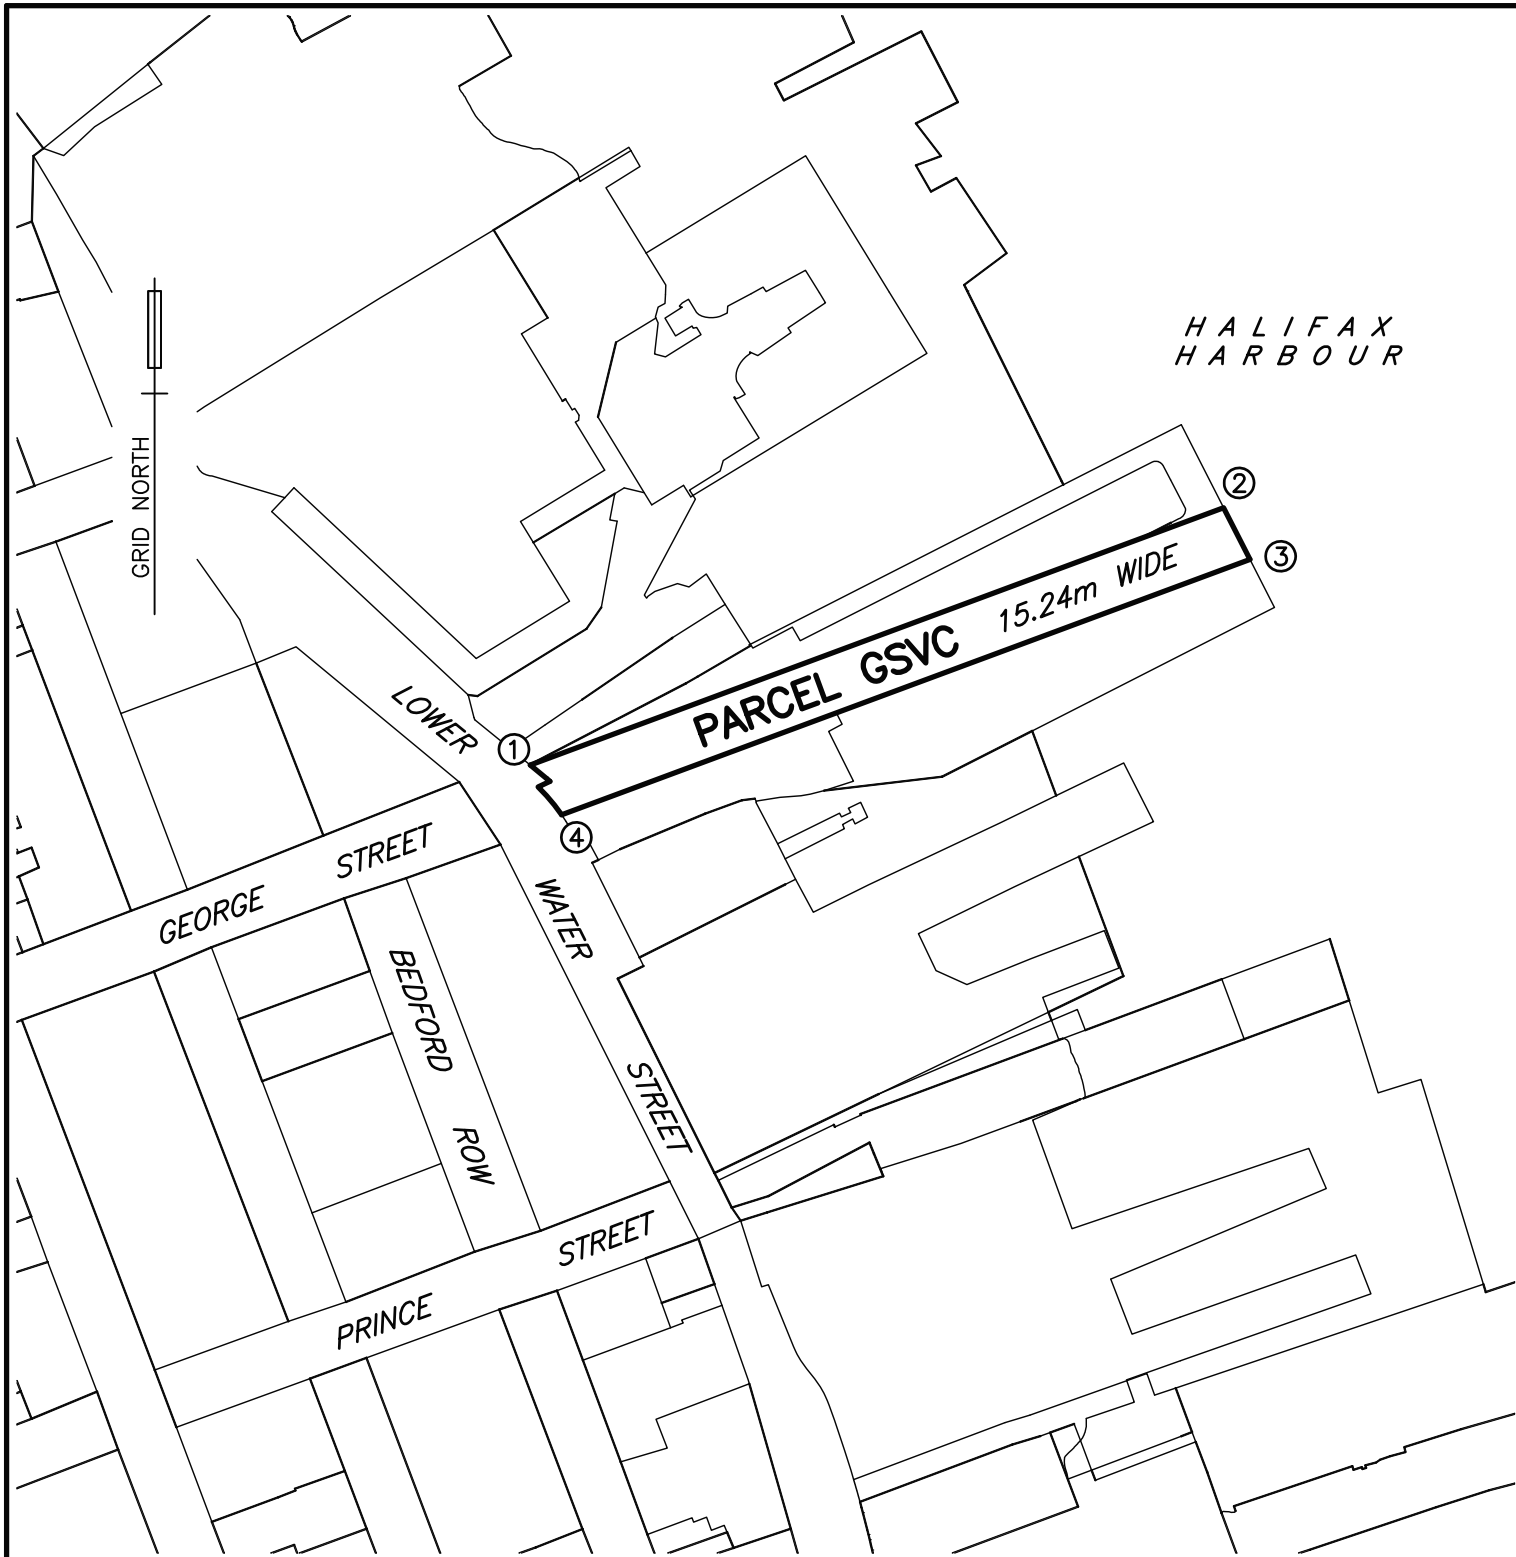 HALIFAX
HARBOUR
GRID NORTH
2
3
15.24m WIDE
PARCEL GSVC
1
4
LOWER
WATER
STREET
GEORGE STREET
BEDFORD
ROW
PRINCE STREET